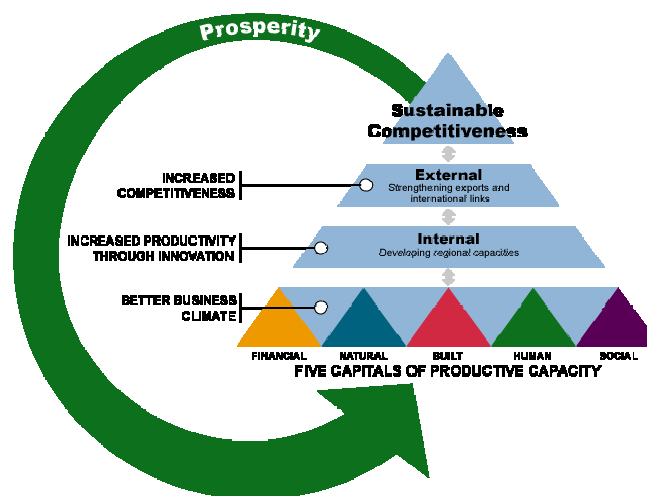 Prosperity
Sustainable
Competitiveness
External
Strengthening exports and
international links
INCREASED
COMPETITIVENESS
Internal
Developing regional capacities
INCREASED PRODUCTIVITY
THROUGH INNOVATION
BETTER BUSINESS
CLIMATE
FINANCIAL NATURAL BUILT HUMAN SOCIAL
FIVE CAPITALS OF PRODUCTIVE CAPACITY